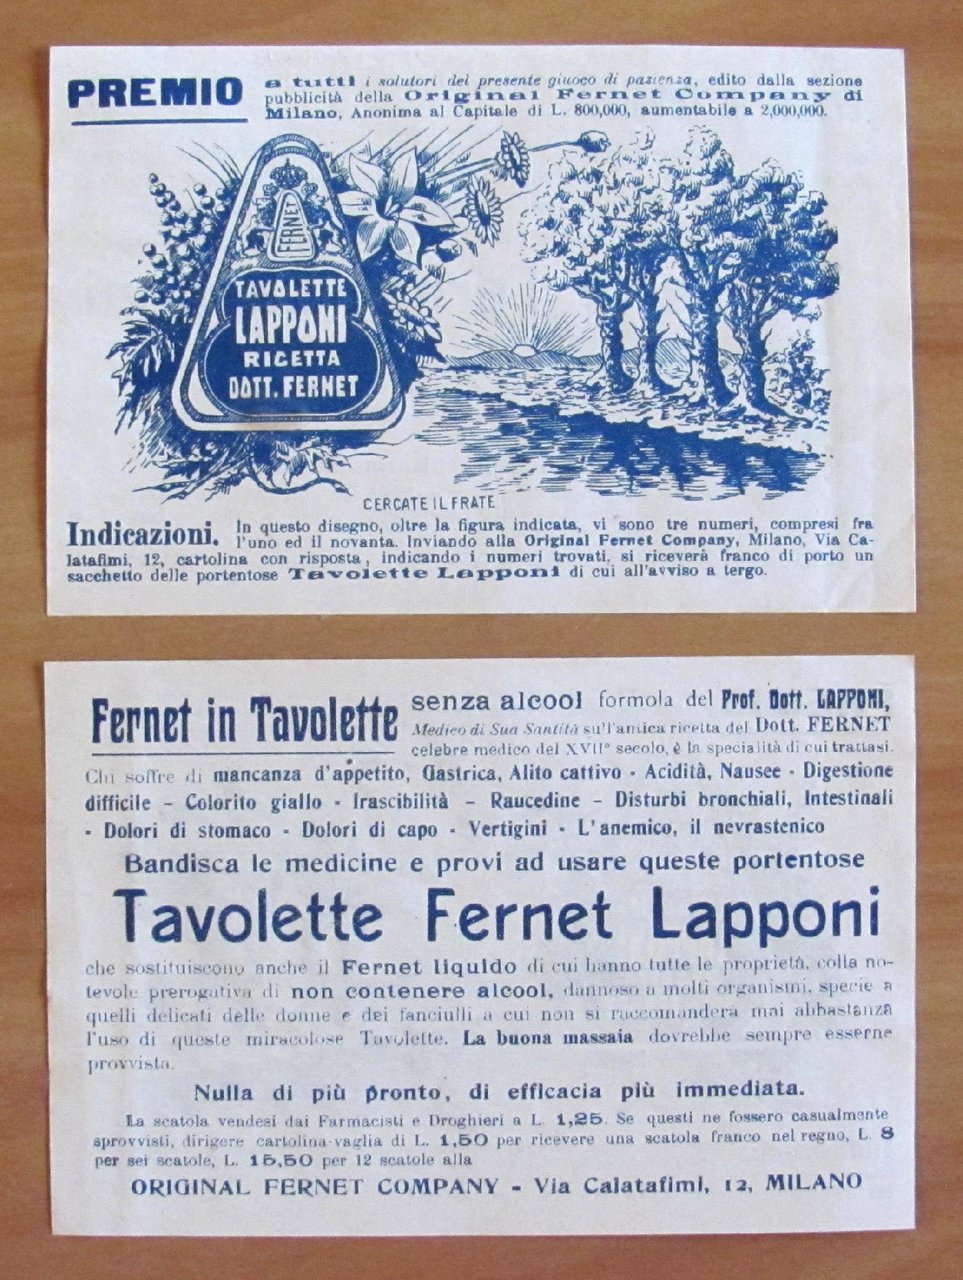 PREMIO a tutti i solutori del presente giuoco di pazienza, edito dalla sezione
pubblicità della Original Fernet Company di
Milano, Anonima al Capitale di L. 800,000, aumentabile a 2,000,000.
FERNET
TAVOLETTE
LAPPONI
RICETTA
DOTT. FERNET
CERCATE IL FRATE
Indicazioni. In questo disegno, oltre la figura indicata, vi sono tre numeri, compresi fra
l'uno ed il novanta. Inviando alla Original Fernet Company, Milano, Via Ca-
latafimi, 12, cartolina con risposta, indicando i numeri trovati, si riceverà franco di porto un
sacchetto delle portentose Tavolette Lapponi di cui all'avviso a tergo.
Fernet in Tavolette senza alcool formola del Prof. Dott. LAPPONI,
Medico di Sua Santità su l'antica ricetta del Dott. FERNET
celebre medico del XVIIº secolo, è la specialità di cui trattasi.
Chi soffre di mancanza d'appetito, Gastrica, Alito cattivo - Acidità, Nausee - Digestione
difficile - Colorito giallo - Irascibilità - Raucedine - Disturbi bronchiali, Intestinali
- Dolori di stomaco - Dolori di capo - Vertigini - L'anemico, il nevrastenico
Bandisca le medicine e provi ad usare queste portentose
Tavolette Fernet Lapponi
che sostituiscono anche il Fernet liquido di cui hanno tutte le proprietà, colla no-
tevole prerogativa di non contenere alcool, dannoso a molti organismi, specie a
quelli delicati delle donne e dei fanciulli a cui non si raccomanderà mai abbastanza
l'uso di queste miracolose Tavolette. La buona massaia dovrebbe sempre esserne
provvista.
Nulla di più pronto, di efficacia più immediata.
La scatola vendesi dai Farmacisti e Droghieri a L. 1,25. Se questi ne fossero casualmente
sprovvisti, dirigere cartolina-vaglia di L. 1,50 per ricevere una scatola franco nel regno, L. 8
per sei scatole, L. 15,50 per 12 scatole alla
ORIGINAL FERNET COMPANY - Via Calatafimi, 12, MILANO